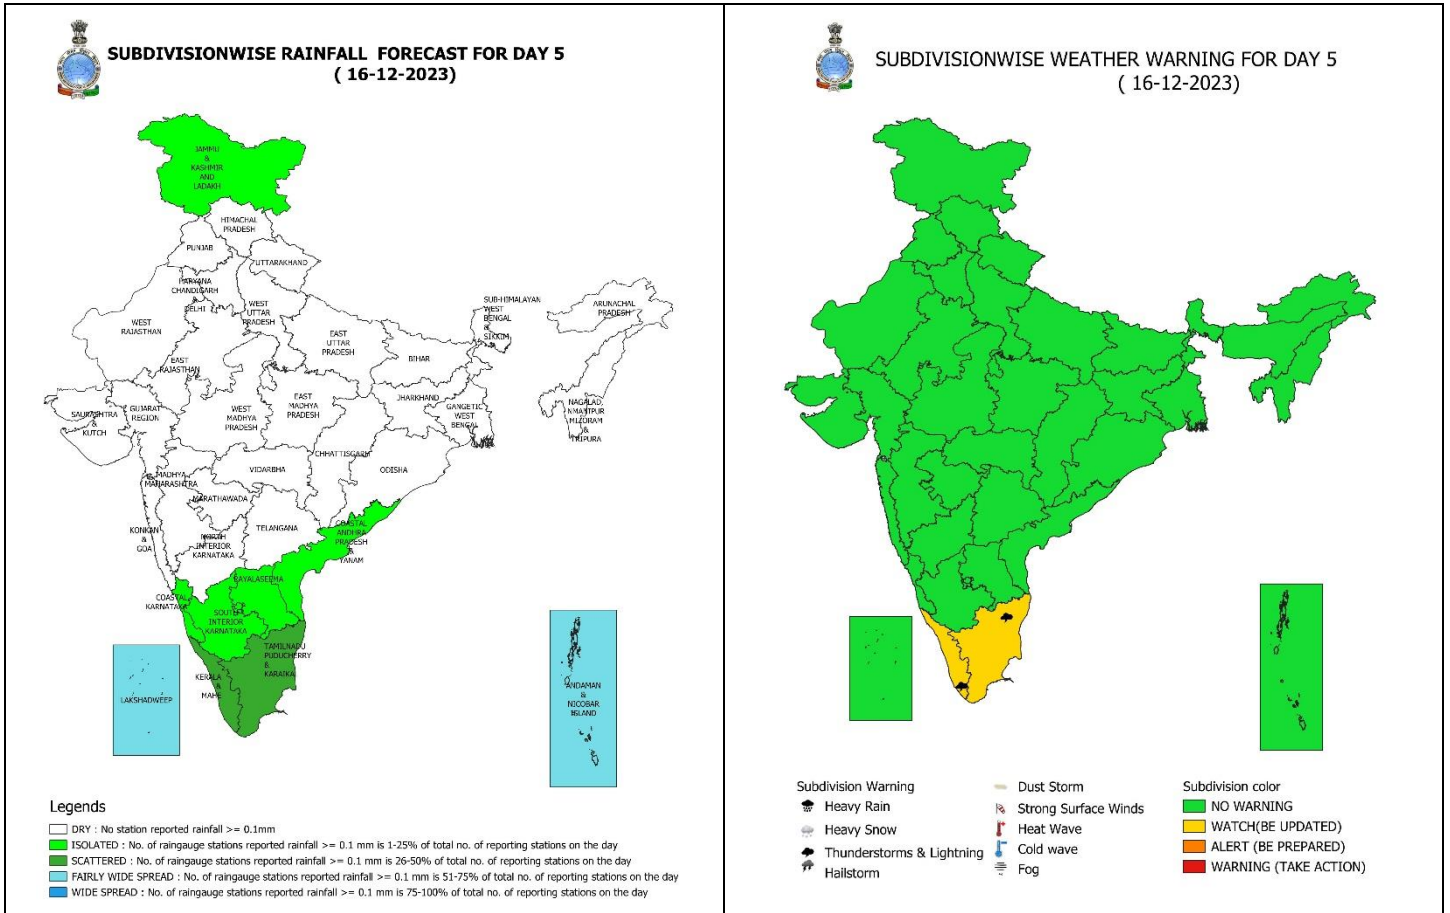 SUBDIVISIONWISE RAINFALL FORECAST FOR DAY 5
( 16-12-2023)
JAMMU
&
KASHMIR
AND
LADAKH
HIMACHAL
PRADESH
PUNJAB
UTTARAKHAND
HARYANA
CHANDIGARH
&
DELHI
WEST
UTTAR
PRADESH
WEST
RAJASTHAN
EAST
UTTAR
PRADESH
SUB-HIMALAYAN
WEST
BENGAL
&
SIKKIM
ARUNACHAL
PRADESH
EAST
RAJASTHAN
BIHAR
SAURASHTRA
&
KUTCH
GUJARAT
REGION
WEST
MADHYA
PRADESH
EAST
MADHYA
PRADESH
JHARKHAND
GANGETIC
WEST
BENGAL
NAGALAD,
NMANIPUR
MIZORAM
&
TRIPURA
CHHATTISGARH
ODISHA
VIDARBHA
MADHYA
MAHARASHTRA
MARATHAWADA
TELANGANA
KONKAN
&
GOA
NORTH
INTERIOR
KARNATAKA
COASTAL
ANDHRA
PRADESH
&
YANAM
RAYALASEEMA
COASTAL
KARNATAKA
SOUTH
INTERIOR
KARNATAKA
TAMILNADU
PUDUCHERRY
&
KARAIKA
KERALA
&
MAHE
LAKSHADWEEP
ANDAMAN
&
NICOBAR
ISLAND
Legends
DRY : No station reported rainfall >= 0.1mm
ISOLATED : No. of raingauge stations reported rainfall >= 0.1 mm is 1-25% of total no. of reporting stations on the day
SCATTERED : No. of raingauge stations reported rainfall >= 0.1 mm is 26-50% of total no. of reporting stations on the day
FAIRLY WIDE SPREAD : No. of raingauge stations reported rainfall >= 0.1 mm is 51-75% of total no. of reporting stations on the day
WIDE SPREAD : No. of raingauge stations reported rainfall >= 0.1 mm is 75-100% of total no. of reporting stations on the day
SUBDIVISIONWISE WEATHER WARNING FOR DAY 5
( 16-12-2023)
Subdivision Warning
Heavy Rain
Heavy Snow
Thunderstorms & Lightning
Hailstorm
Dust Storm
Strong Surface Winds
Heat Wave
Cold wave
Fog
Subdivision color
NO WARNING
WATCH(BE UPDATED)
ALERT (BE PREPARED)
WARNING (TAKE ACTION)